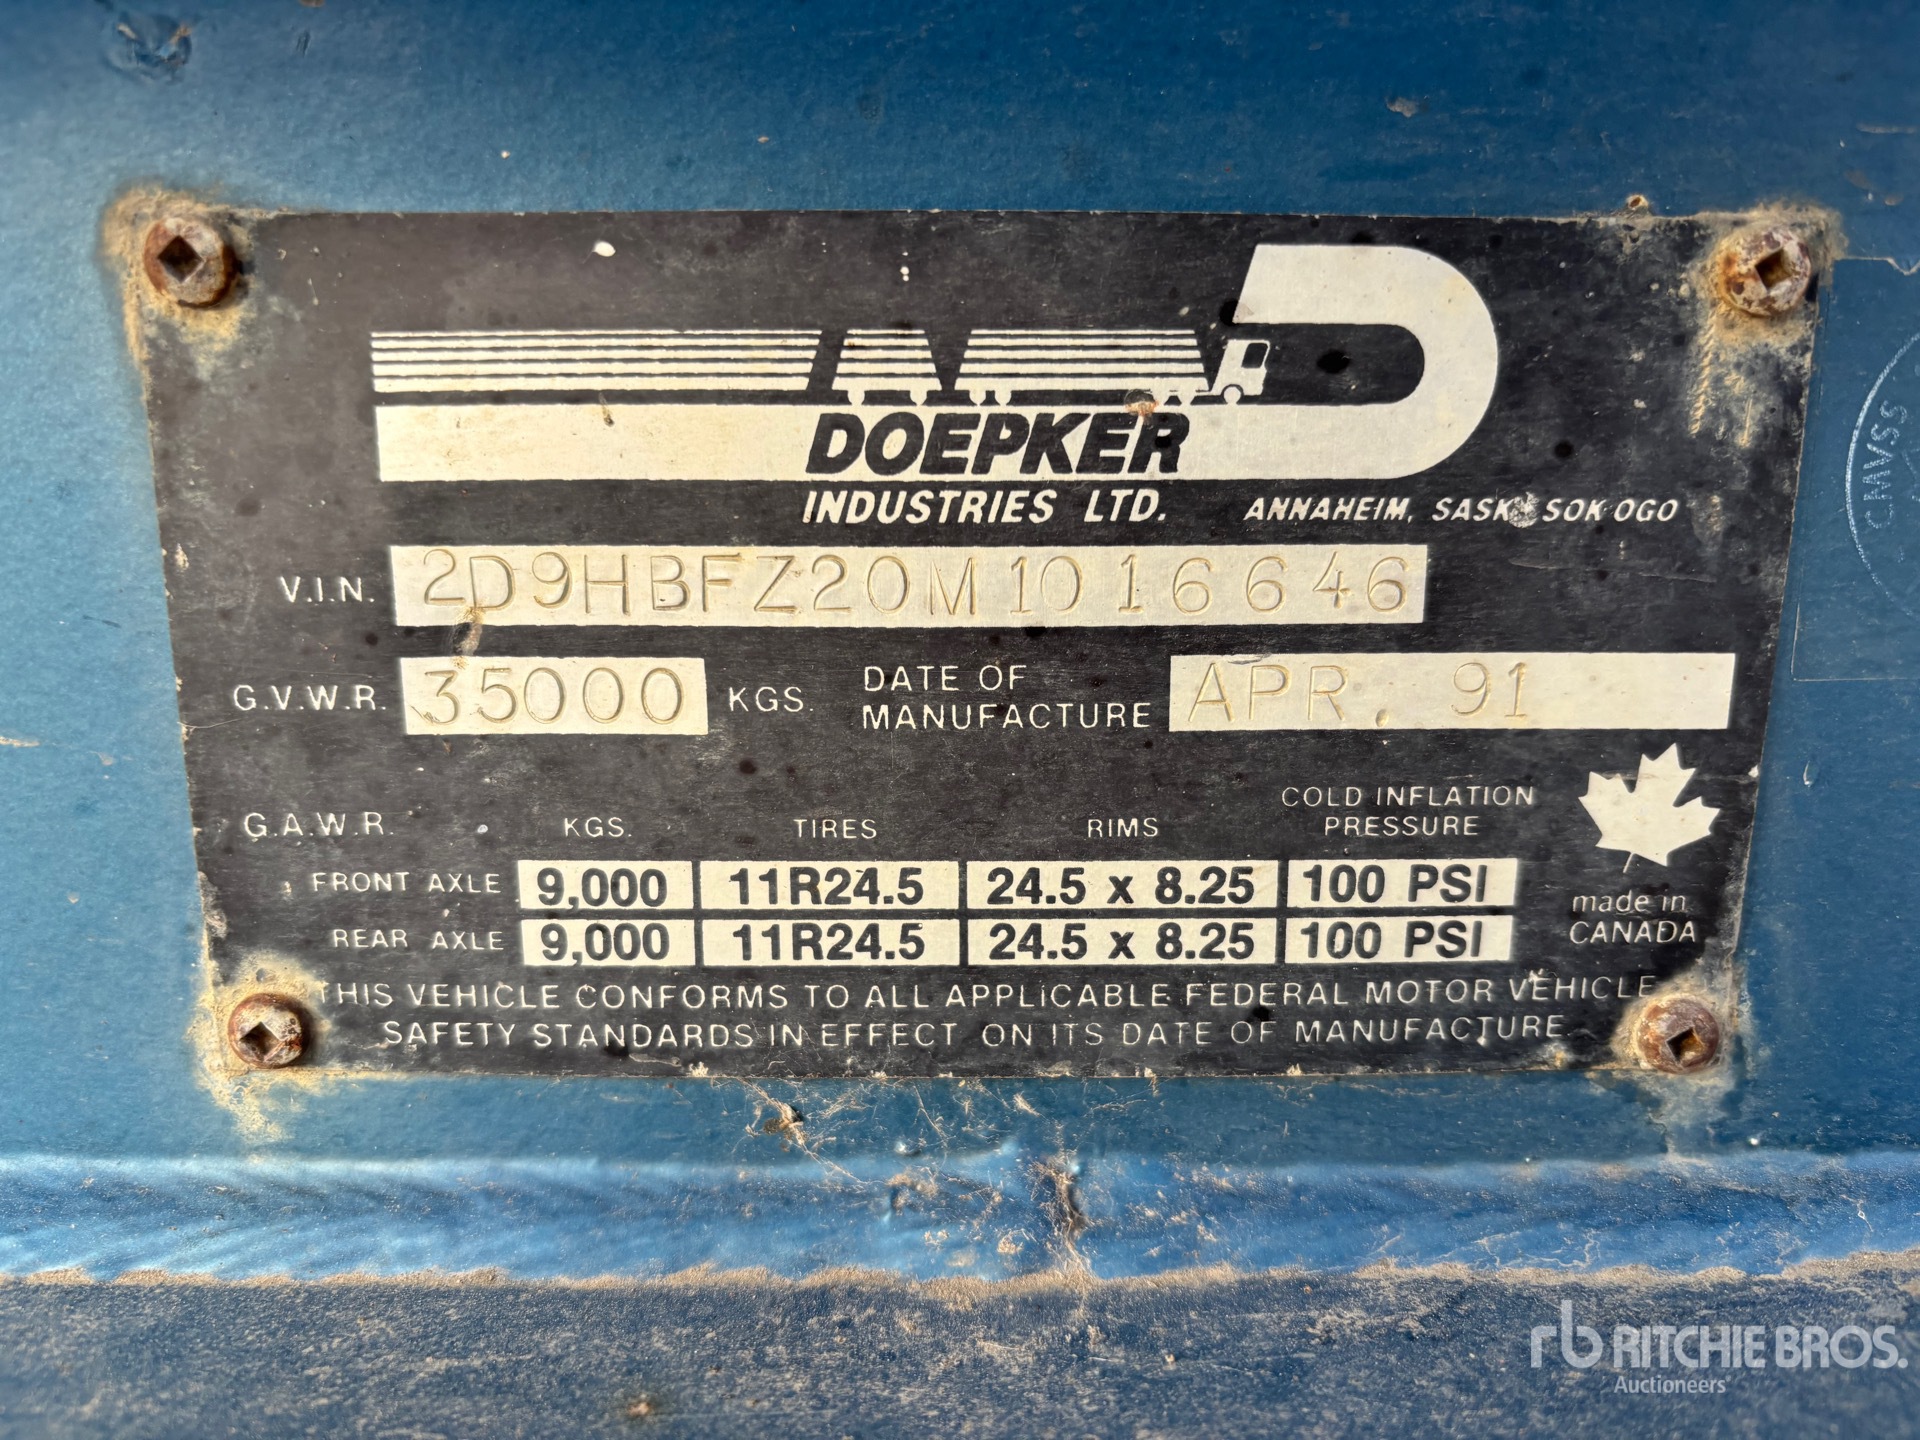 DOEPKER
INDUSTRIES LTD. ANNAHEIM, SASK. SOK OGO
V.I.N. 2D9HBFZ20M1016646
G.V.W.R. 35000 KGS. DATE OF MANUFACTURE APR. 91
G.A.W.R. KGS. TIRES RIMS COLD INFLATION PRESSURE
FRONT AXLE 9,000 11R24.5 24.5 x 8.25 100 PSI
REAR AXLE 9,000 11R24.5 24.5 x 8.25 100 PSI
made in
CANADA
THIS VEHICLE CONFORMS TO ALL APPLICABLE FEDERAL MOTOR VEHICLE
SAFETY STANDARDS IN EFFECT ON ITS DATE OF MANUFACTURE.
CMVSS
rb RITCHIE BROS.
Auctioneers